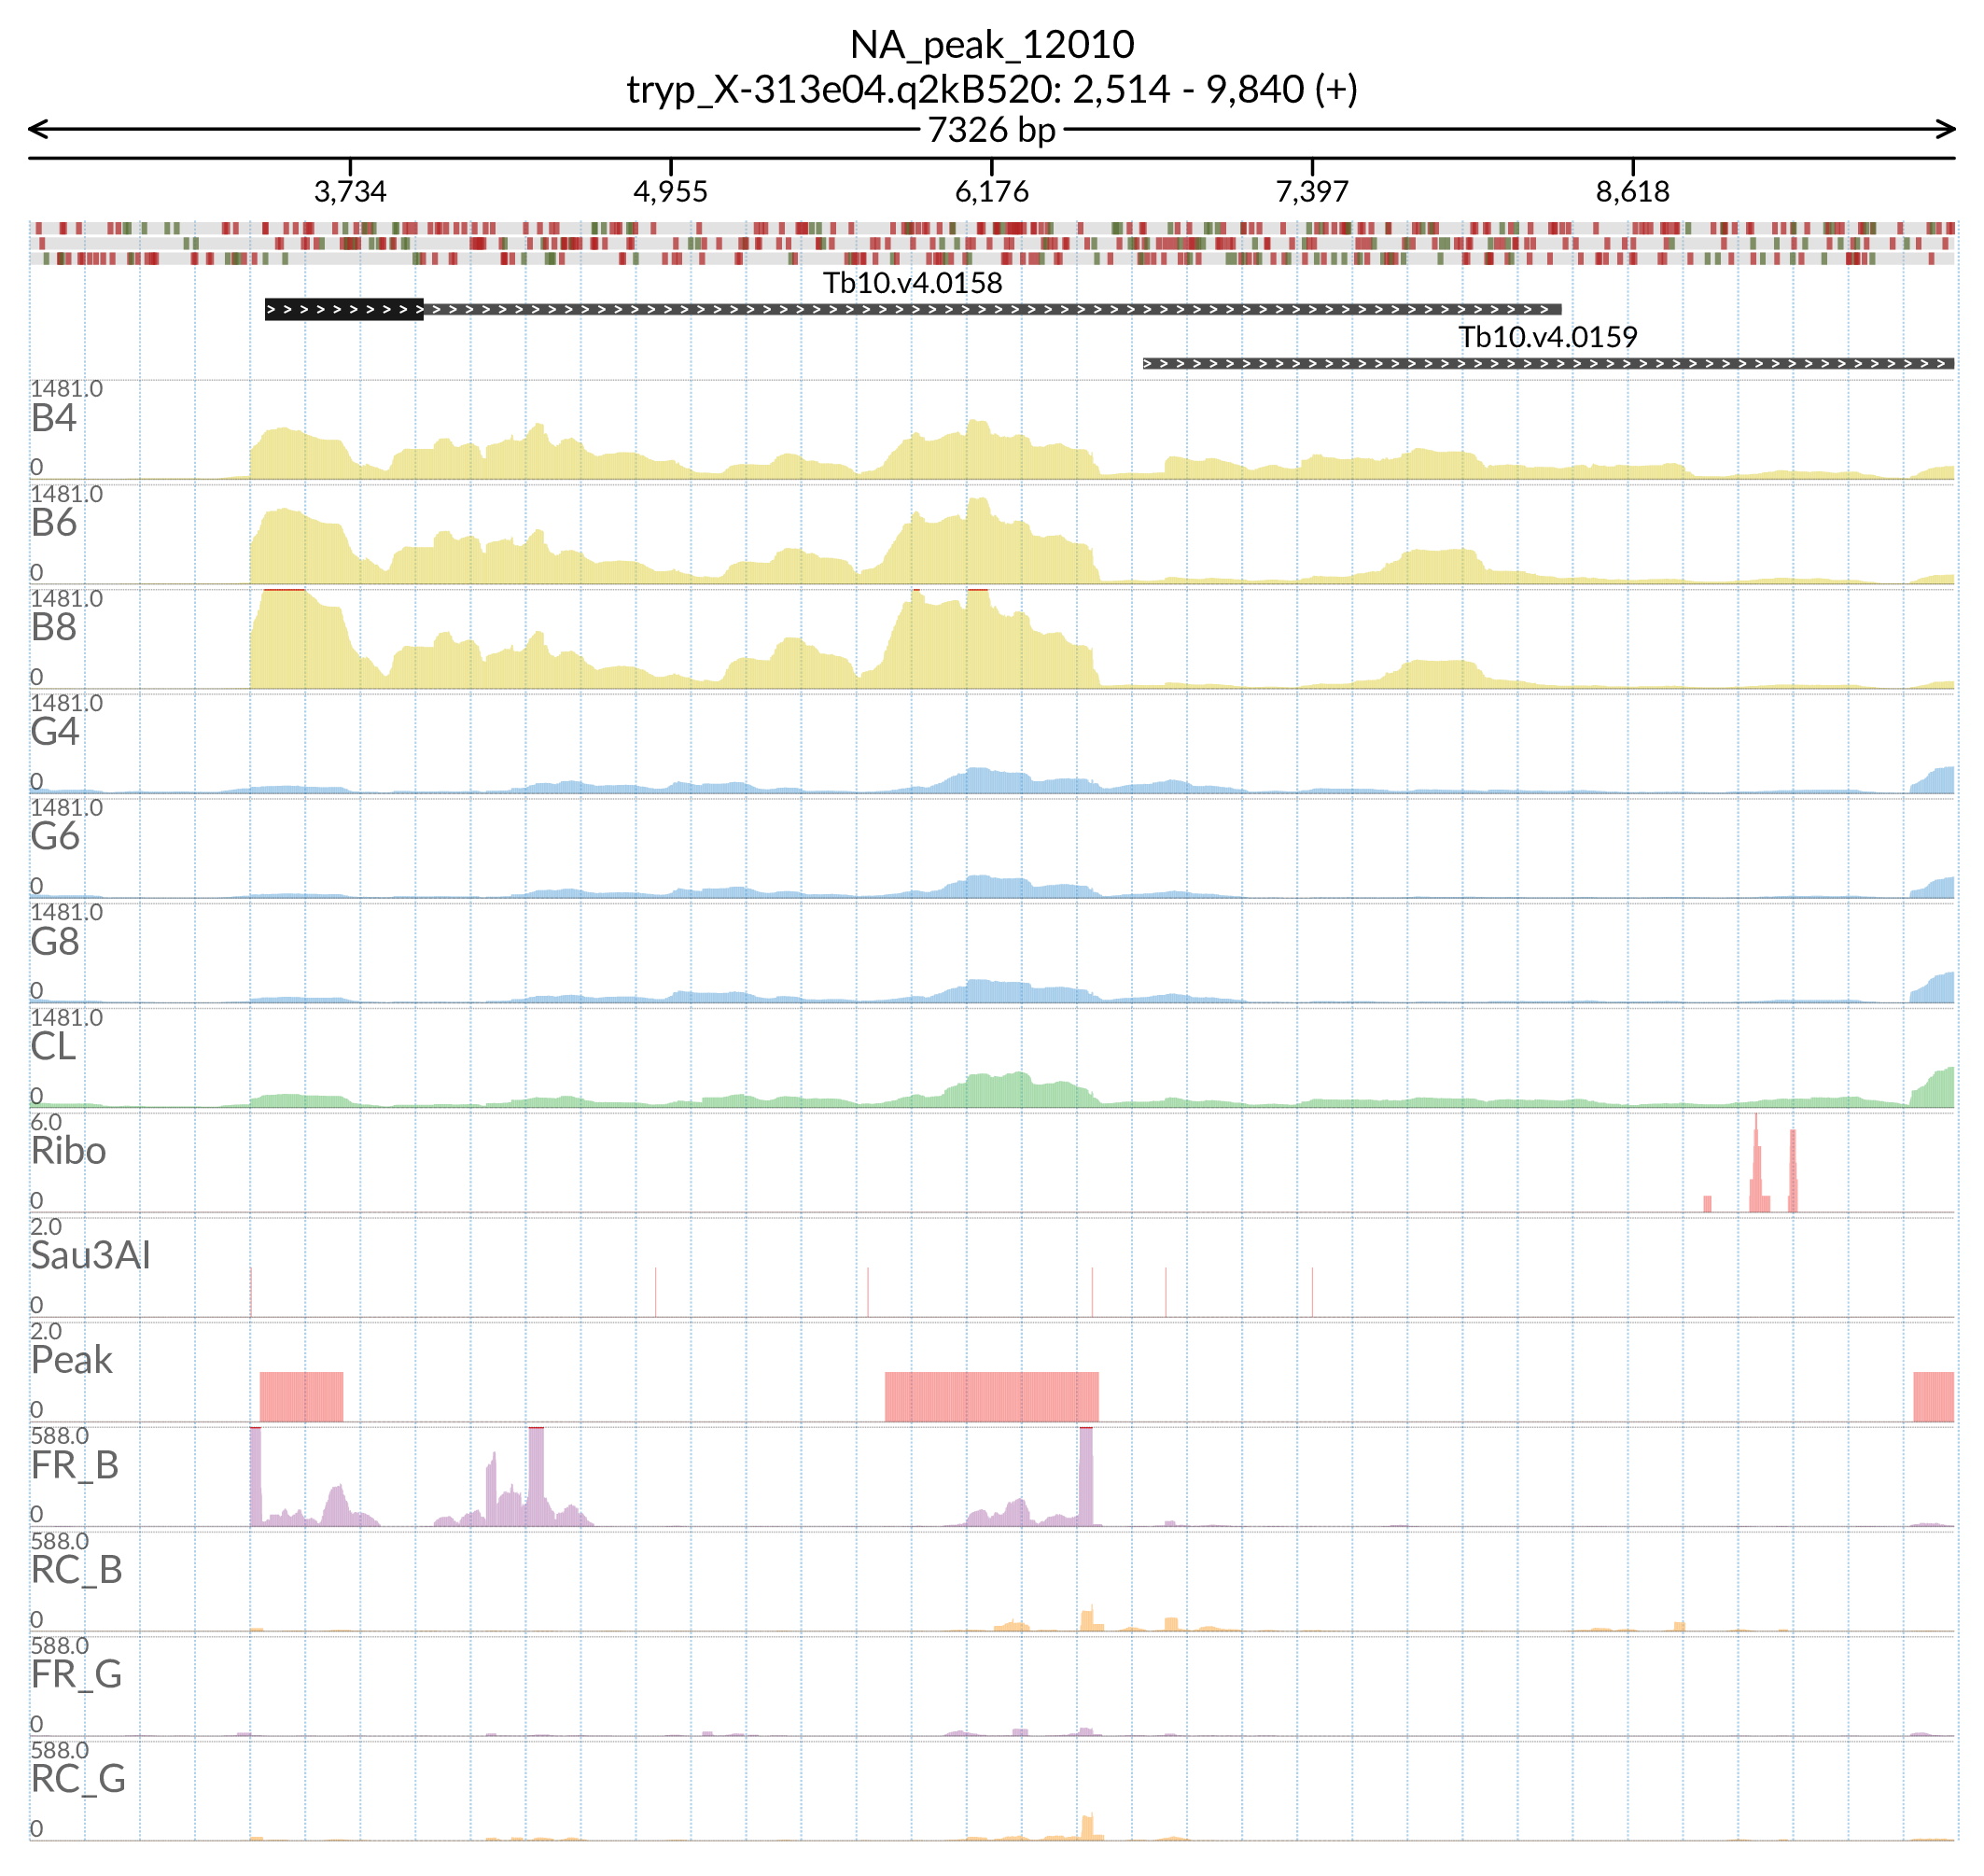 NA_peak_12010
tryp_X-313e04.q2kB520: 2,514 - 9,840 (+)
7326 bp
3,734 4,955 6,176 7,397 8,618
Tb10.v4.0158
Tb10.v4.0159
1481.0
B4
0
1481.0
B6
0
1481.0
B8
0
1481.0
G4
0
1481.0
G6
0
1481.0
G8
0
1481.0
CL
0
6.0
Ribo
0
2.0
Sau3AI
0
2.0
Peak
0
588.0
FR_B
0
588.0
RC_B
0
588.0
FR_G
0
588.0
RC_G
0